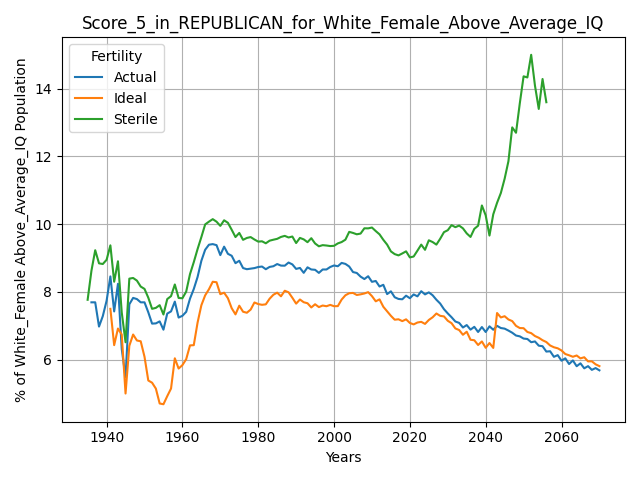 Score_5_in_REPUBLICAN_for_White_Female_Above_Average_IQ
Fertility
Actual
Ideal
Sterile
% of White_Female Above_Average_IQ Population
14
12
10
8
6
1940 1960 1980 2000 2020 2040 2060
Years